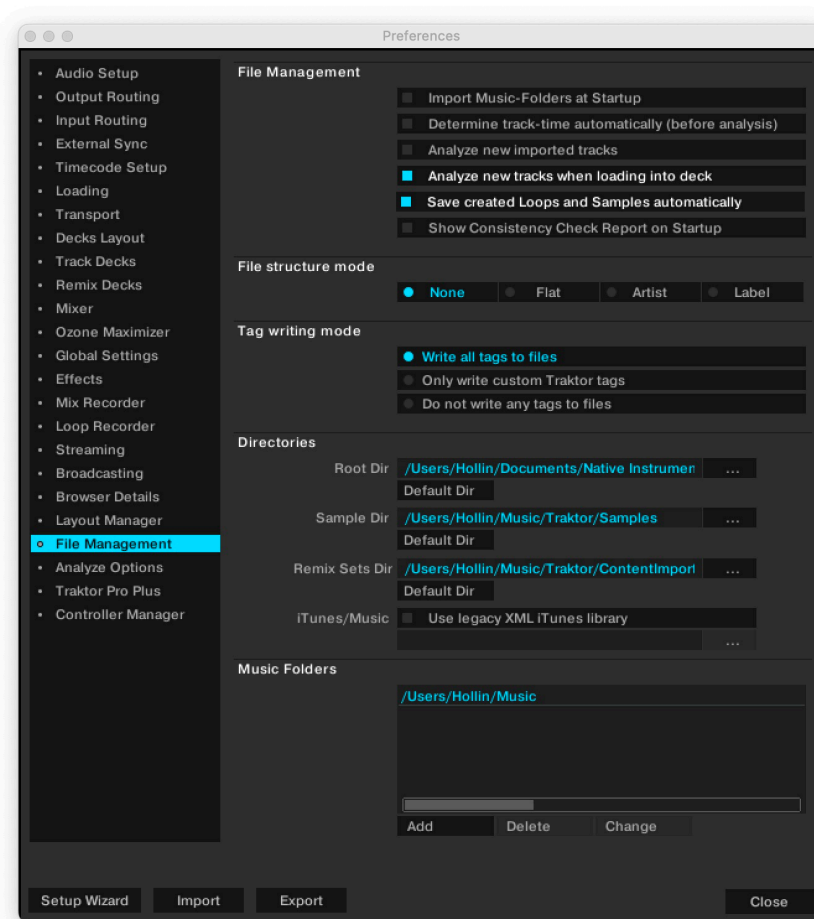 Preferences
Audio Setup
Output Routing
Input Routing
External Sync
Timecode Setup
Loading
Transport
Decks Layout
Track Decks
Remix Decks
Mixer
Ozone Maximizer
Global Settings
Effects
Mix Recorder
Loop Recorder
Streaming
Broadcasting
Browser Details
Layout Manager
File Management
Analyze Options
Traktor Pro Plus
Controller Manager
File Management
Import Music-Folders at Startup
Determine track-time automatically (before analysis)
Analyze new imported tracks
Analyze new tracks when loading into deck
Save created Loops and Samples automatically
Show Consistency Check Report on Startup
File structure mode
None Flat Artist Label
Tag writing mode
Write all tags to files
Only write custom Traktor tags
Do not write any tags to files
Directories
Root Dir /Users/Hollin/Documents/Native Instrumen ...
Default Dir
Sample Dir /Users/Hollin/Music/Traktor/Samples ...
Default Dir
Remix Sets Dir /Users/Hollin/Music/Traktor/ContentImport ...
Default Dir
iTunes/Music Use legacy XML iTunes library
...
Music Folders
/Users/Hollin/Music
Add Delete Change
Setup Wizard Import Export Close